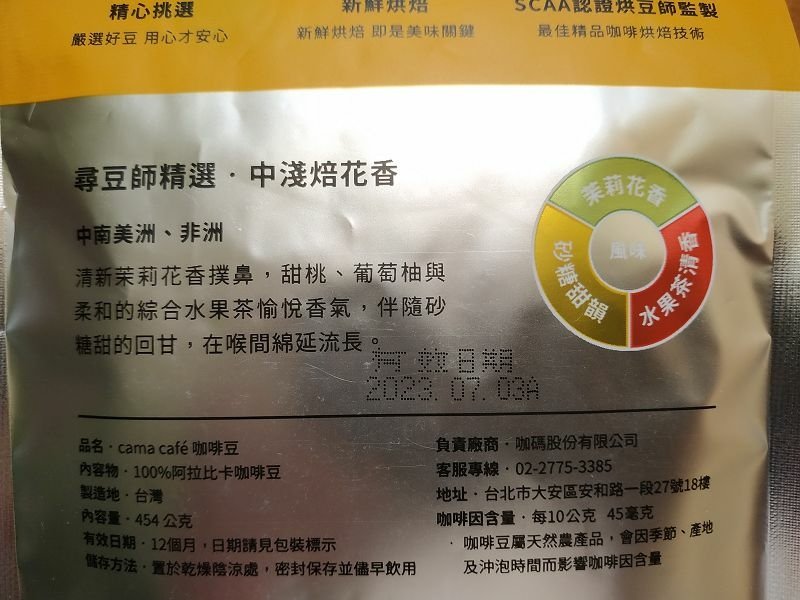 精心挑選
嚴選好豆 用心才安心
新鮮烘焙
新鮮烘焙 即是美味關鍵
SCAA認證烘豆師監製
最佳精品咖啡烘焙技術
尋豆師精選・中淺焙花香
中南美洲、非洲
清新茉莉花香撲鼻，甜桃、葡萄柚與
柔和的綜合水果茶愉悅香氣，伴隨砂
糖甜的回甘，在喉間綿延流長。
茉莉花香
風味
砂糖甜韻
水果茶清香
有效日期
2023. 07. 03A
品名・cama café 咖啡豆
內容物・100%阿拉比卡咖啡豆
製造地・台灣
內容量・454 公克
有效日期・12個月，日期請見包裝標示
儲存方法・置於乾燥陰涼處，密封保存並儘早飲用
負責廠商・咖碼股份有限公司
客服專線・02-2775-3385
地址・台北市大安區安和路一段27號18樓
咖啡因含量・每10公克 45毫克
・咖啡豆屬天然農產品，會因季節、產地
及沖泡時間而影響咖啡因含量